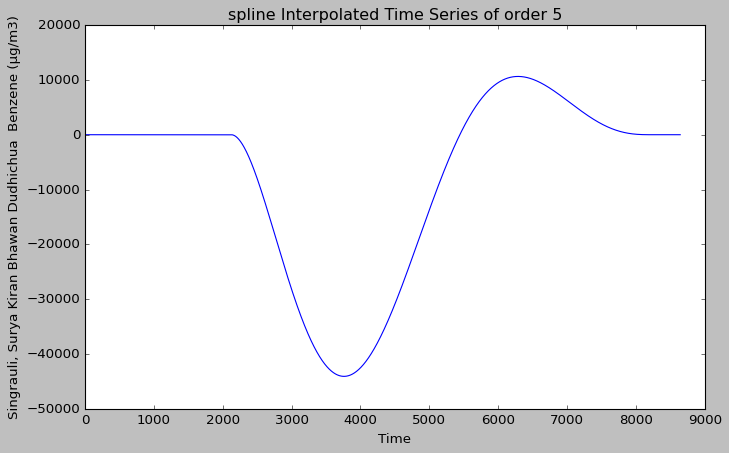 spline Interpolated Time Series of order 5
Singrauli, Surya Kiran Bhawan Dudhichua  Benzene (µg/m3)
20000
10000
0
−10000
−20000
−30000
−40000
−50000
0 1000 2000 3000 4000 5000 6000 7000 8000 9000
Time